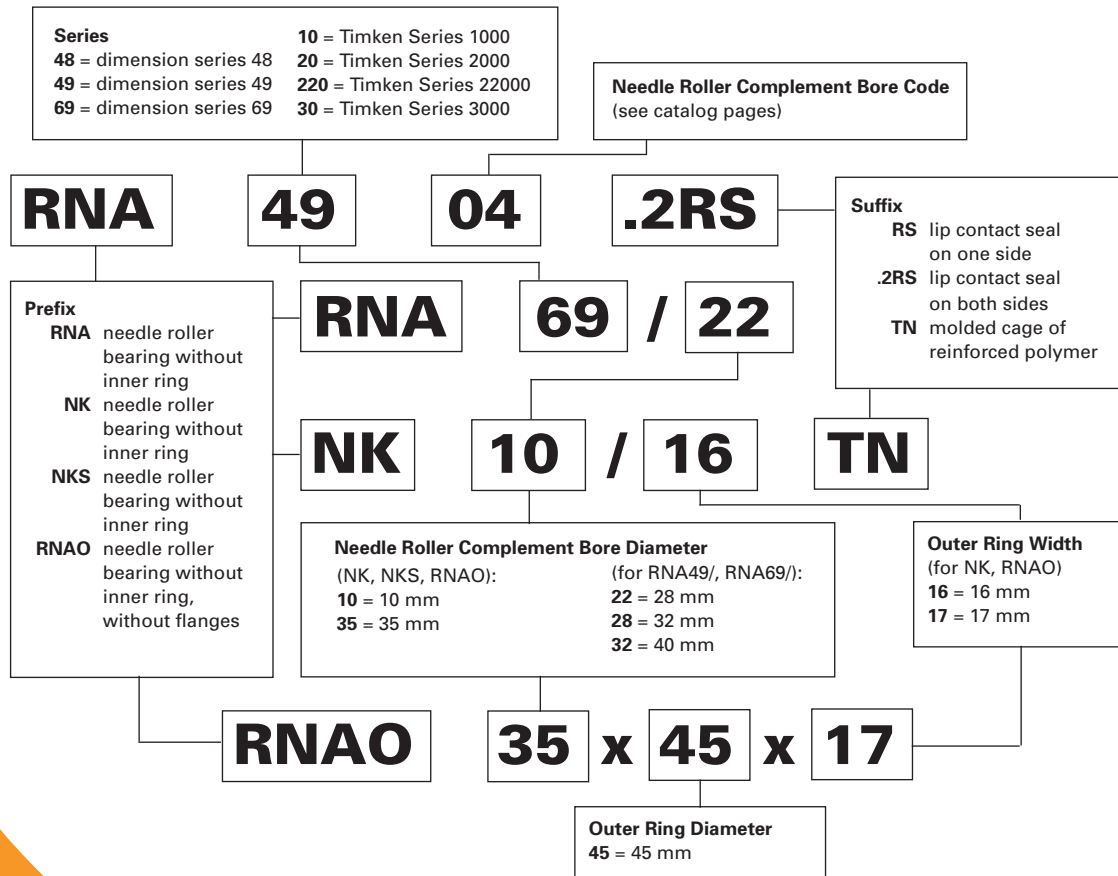 Series
48 = dimension series 48
49 = dimension series 49
69 = dimension series 69
10 = Timken Series 1000
20 = Timken Series 2000
220 = Timken Series 22000
30 = Timken Series 3000
Needle Roller Complement Bore Code
(see catalog pages)
RNA 49 04 .2RS
Suffix
RS lip contact seal
on one side
.2RS lip contact seal
on both sides
TN molded cage of
reinforced polymer
Prefix
RNA needle roller
bearing without
inner ring
NK needle roller
bearing without
inner ring
NKS needle roller
bearing without
inner ring
RNAO needle roller
bearing without
inner ring,
without flanges
RNA 69 / 22
NK 10 / 16 TN
Needle Roller Complement Bore Diameter
(NK, NKS, RNAO):
10 = 10 mm
35 = 35 mm
(for RNA49/, RNA69/):
22 = 28 mm
28 = 32 mm
32 = 40 mm
Outer Ring Width
(for NK, RNAO)
16 = 16 mm
17 = 17 mm
RNAO 35 x 45 x 17
Outer Ring Diameter
45 = 45 mm